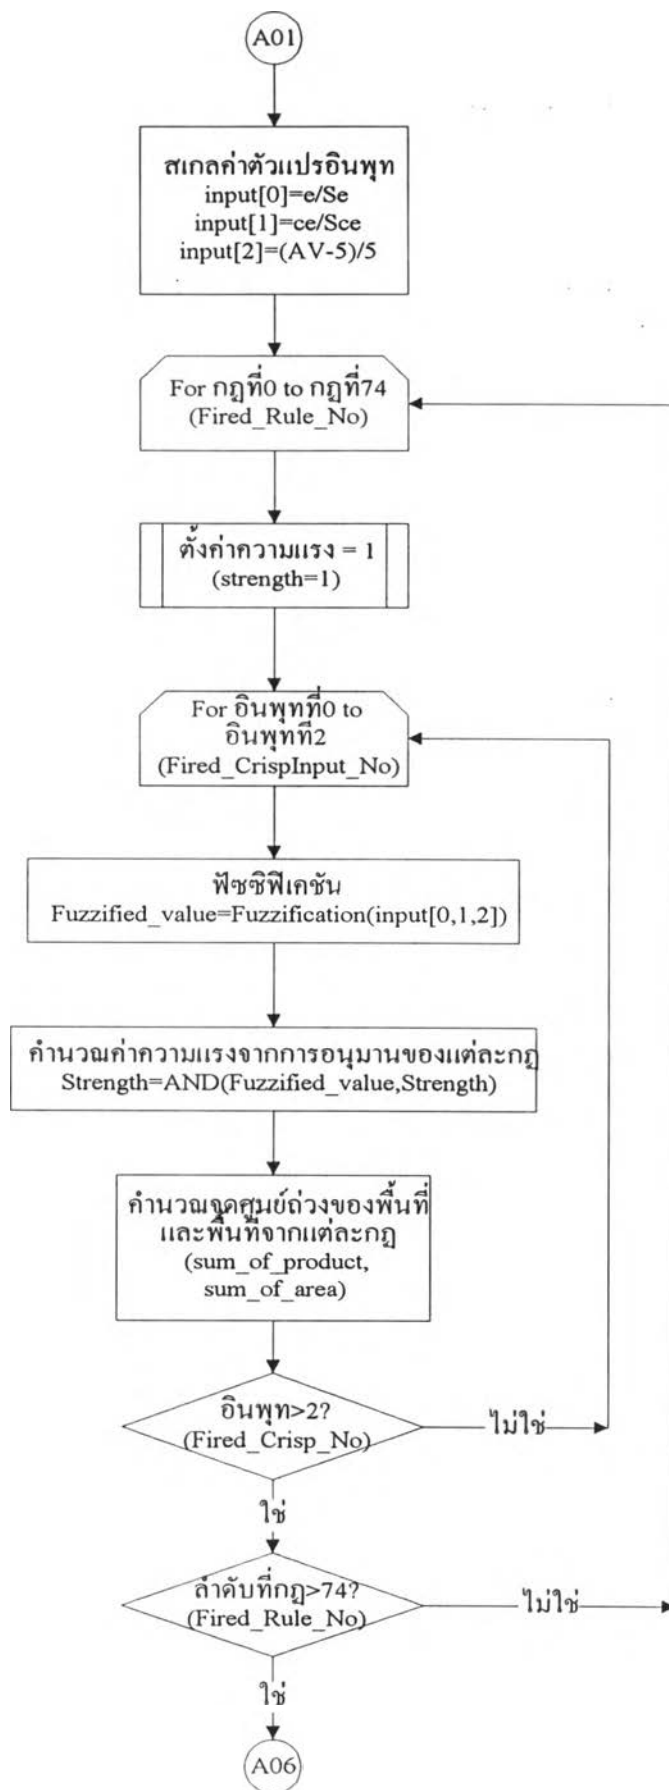 A01
สเกลค่าตัวแปรอินพุท
input[0]=e/Se
input[1]=ce/Sce
input[2]=(AV-5)/5
For กฎที่0 to กฎที่74
(Fired_Rule_No)
ตั้งค่าความแรง = 1
(strength=1)
For อินพุทที่0 to
อินพุทที่2
(Fired_CrispInput_No)
ฟัซซิฟิเคชัน
Fuzzified_value=Fuzzification(input[0,1,2])
คำนวณค่าความแรงจากการอนุมานของแต่ละกฎ
Strength=AND(Fuzzified_value,Strength)
คำนวณจุดศูนย์ถ่วงของพื้นที่
และพื้นที่จากแต่ละกฎ
(sum_of_product,
sum_of_area)
อินพุท>2?
(Fired_Crisp_No)
ไม่ใช่
ใช่
ลำดับที่กฎ>74?
(Fired_Rule_No)
ไม่ใช่
ใช่
A06